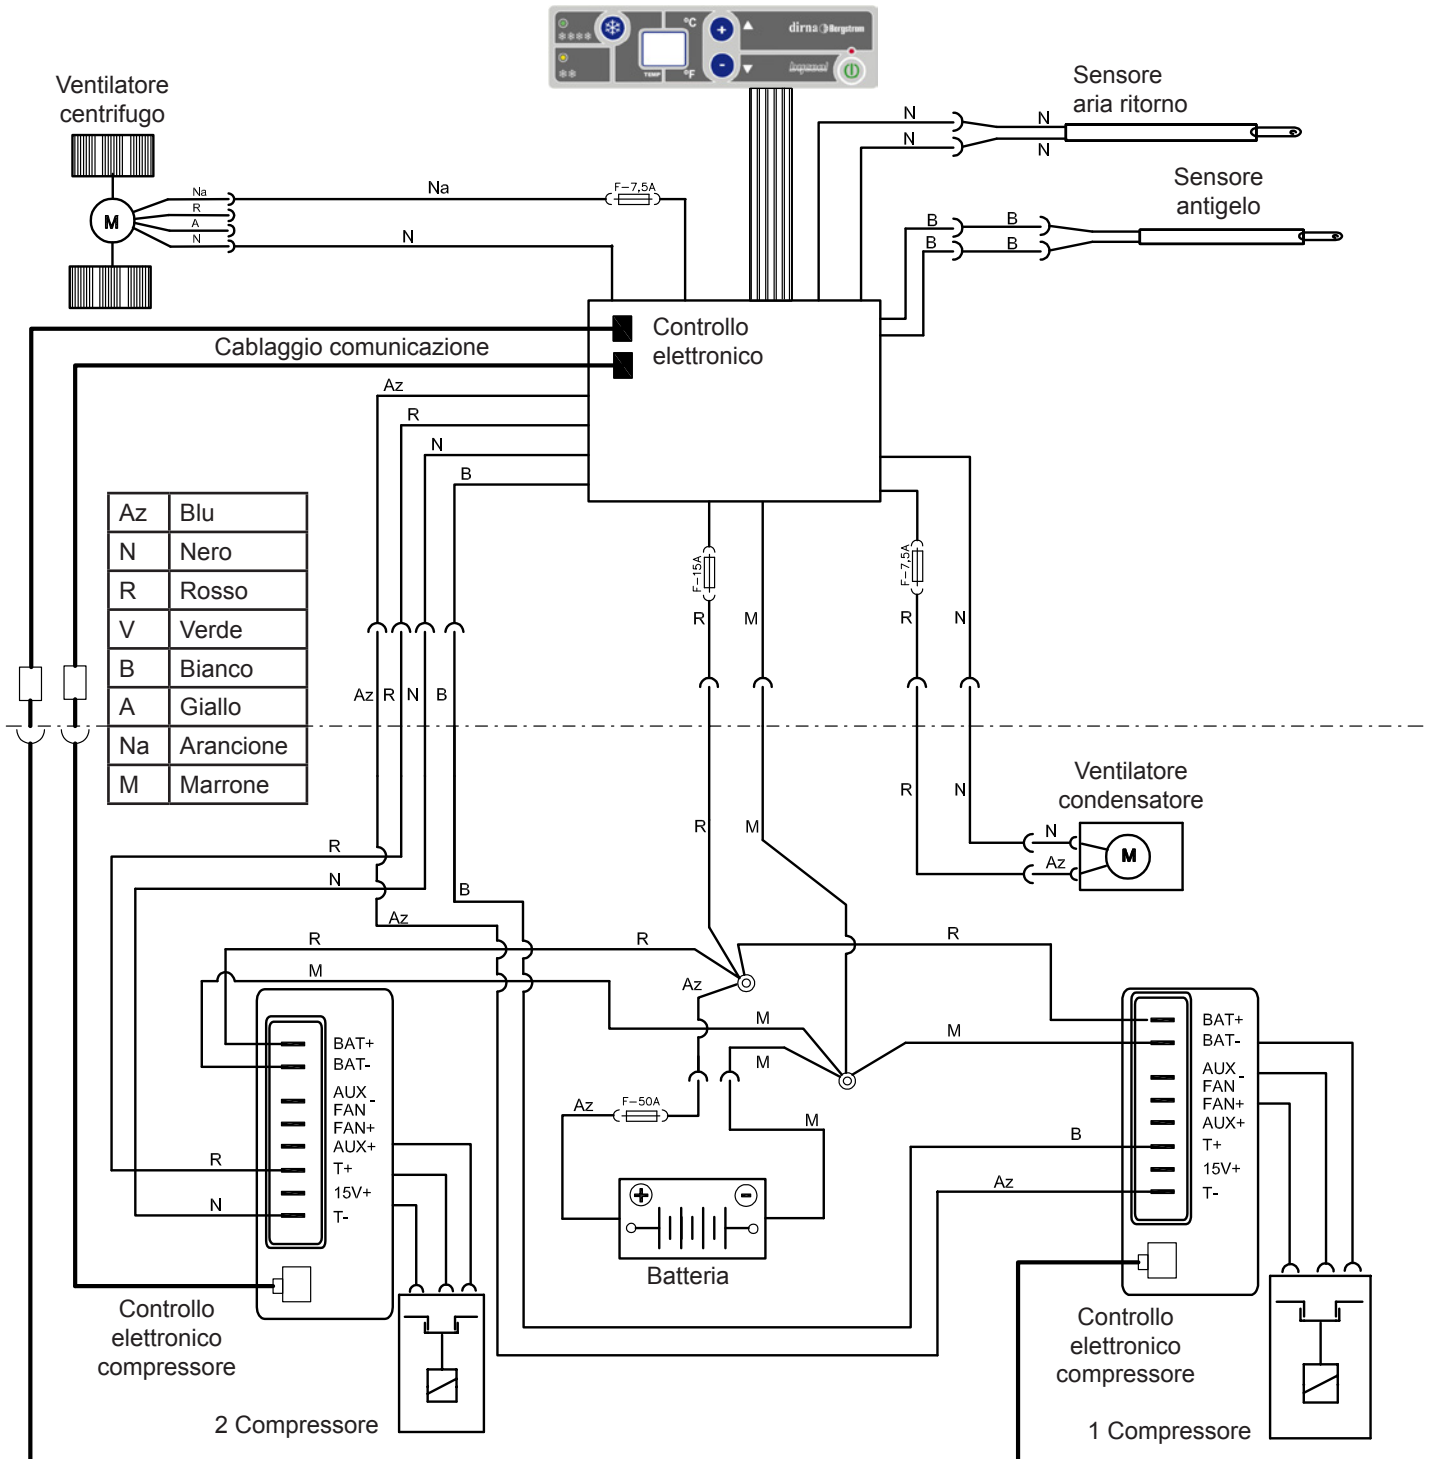 °C
dirna Bergstrom
TEMP
°F
Ventilatore
centrifugo
Sensore
aria ritorno
N
N
N
N
Sensore
antigelo
B
B
B
B
Na
R
A
N
M
Na
F-7,5A
N
Controllo
elettronico
Cablaggio comunicazione
Az
R
N
B
Az Blu
N Nero
R Rosso
V Verde
B Bianco
A Giallo
Na Arancione
M Marrone
F-15A
F-7,5A
R
M
R
N
Az
R
N
B
R
M
R
N
Ventilatore
condensatore
N
Az
M
R
N
B
Az
R
R
R
M
Az
M
M
M
BAT+
BAT-
AUX -
FAN
FAN+
AUX+
T+
15V+
T-
R
N
Az
F-50A
M
Batteria
B
Az
BAT+
BAT-
AUX -
FAN
FAN+
AUX+
T+
15V+
T-
Controllo
elettronico
compressore
2 Compressore
Controllo
elettronico
compressore
1 Compressore